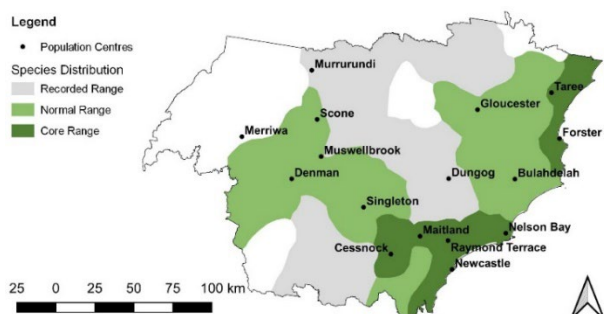 Legend
Population Centres
Species Distribution
Recorded Range
Normal Range
Core Range
Murrurundi
Taree
Gloucester
Scone
Forster
Merriwa
Muswellbrook
Denman
Dungog
Bulahdelah
Singleton
Nelson Bay
Maitland
Raymond Terrace
Cessnock
Newcastle
25 0 25 50 75 100 km